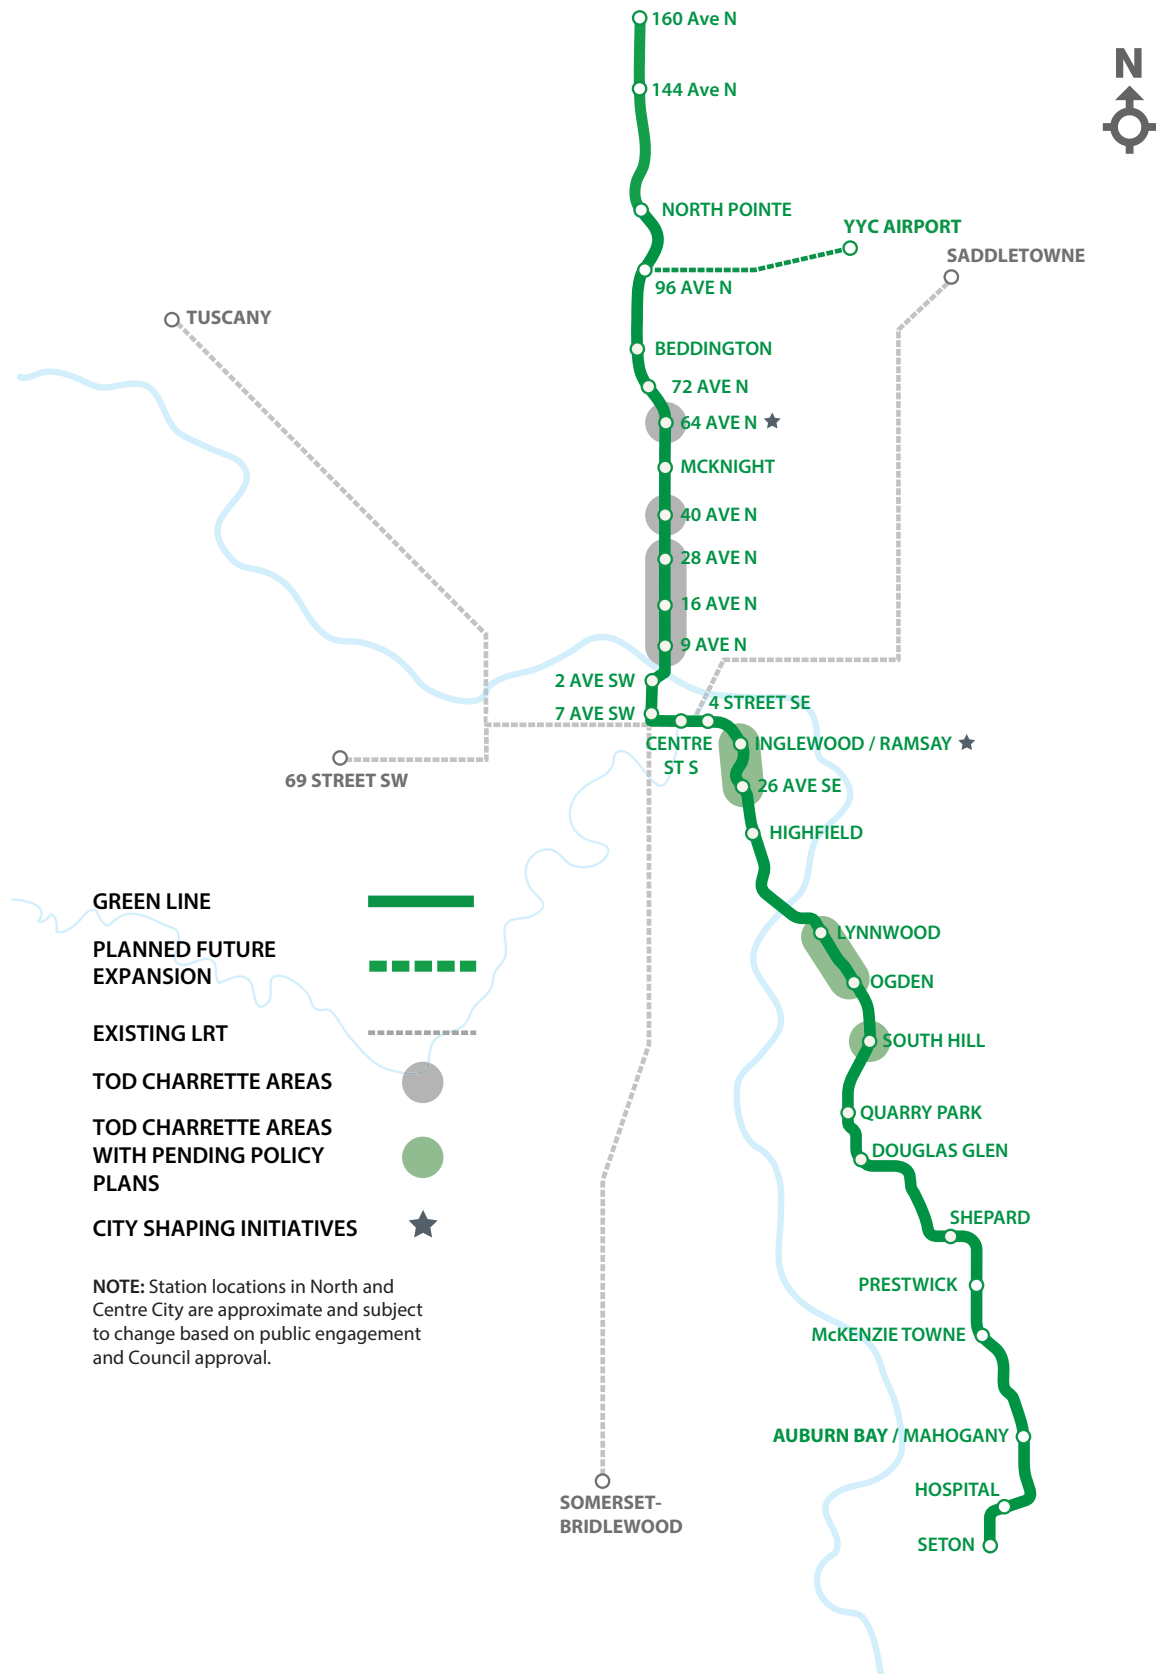 160 Ave N
N
144 Ave N
NORTH POINTE
YYC AIRPORT
SADDLETOWNE
96 AVE N
TUSCANY
BEDDINGTON
72 AVE N
64 AVE N
MCKNIGHT
40 AVE N
28 AVE N
16 AVE N
9 AVE N
2 AVE SW
4 STREET SE
7 AVE SW
CENTRE
ST S
INGLEWOOD / RAMSAY
69 STREET SW
26 AVE SE
HIGHFIELD
GREEN LINE
LYNNWOOD
PLANNED FUTURE
EXPANSION
OGDEN
EXISTING LRT
SOUTH HILL
TOD CHARRETTE AREAS
QUARRY PARK
TOD CHARRETTE AREAS
WITH PENDING POLICY
PLANS
DOUGLAS GLEN
CITY SHAPING INITIATIVES
SHEPARD
NOTE: Station locations in North and
Centre City are approximate and subject
to change based on public engagement
and Council approval.
PRESTWICK
McKENZIE TOWNE
AUBURN BAY / MAHOGANY
HOSPITAL
SOMERSET-
BRIDLEWOOD
SETON